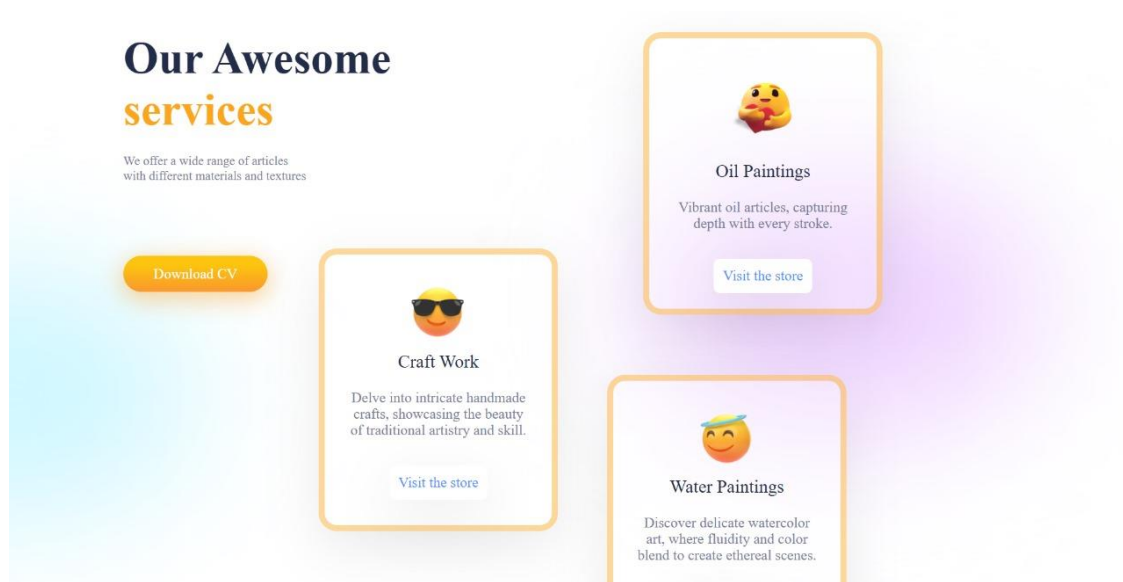 Our Awesome
services
We offer a wide range of articles
with different materials and textures
Download CV
Craft Work
Delve into intricate handmade
crafts, showcasing the beauty
of traditional artistry and skill.
Visit the store
Oil Paintings
Vibrant oil articles, capturing
depth with every stroke.
Visit the store
Water Paintings
Discover delicate watercolor
art, where fluidity and color
blend to create ethereal scenes.